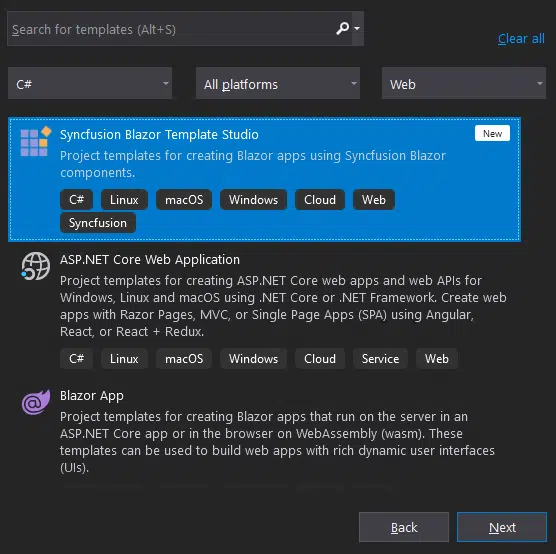 Search for templates (Alt+S)
Clear all
C# All platforms Web
Syncfusion Blazor Template Studio New
Project templates for creating Blazor apps using Syncfusion Blazor
components.
C# Linux macOS Windows Cloud Web
Syncfusion
ASP.NET Core Web Application
Project templates for creating ASP.NET Core web apps and web APIs for
Windows, Linux and macOS using .NET Core or .NET Framework. Create web
apps with Razor Pages, MVC, or Single Page Apps (SPA) using Angular,
React, or React + Redux.
C# Linux macOS Windows Cloud Service Web
Blazor App
Project templates for creating Blazor apps that run on the server in an
ASP.NET Core app or in the browser on WebAssembly (wasm). These
templates can be used to build web apps with rich dynamic user interfaces
(UIs).
Back Next